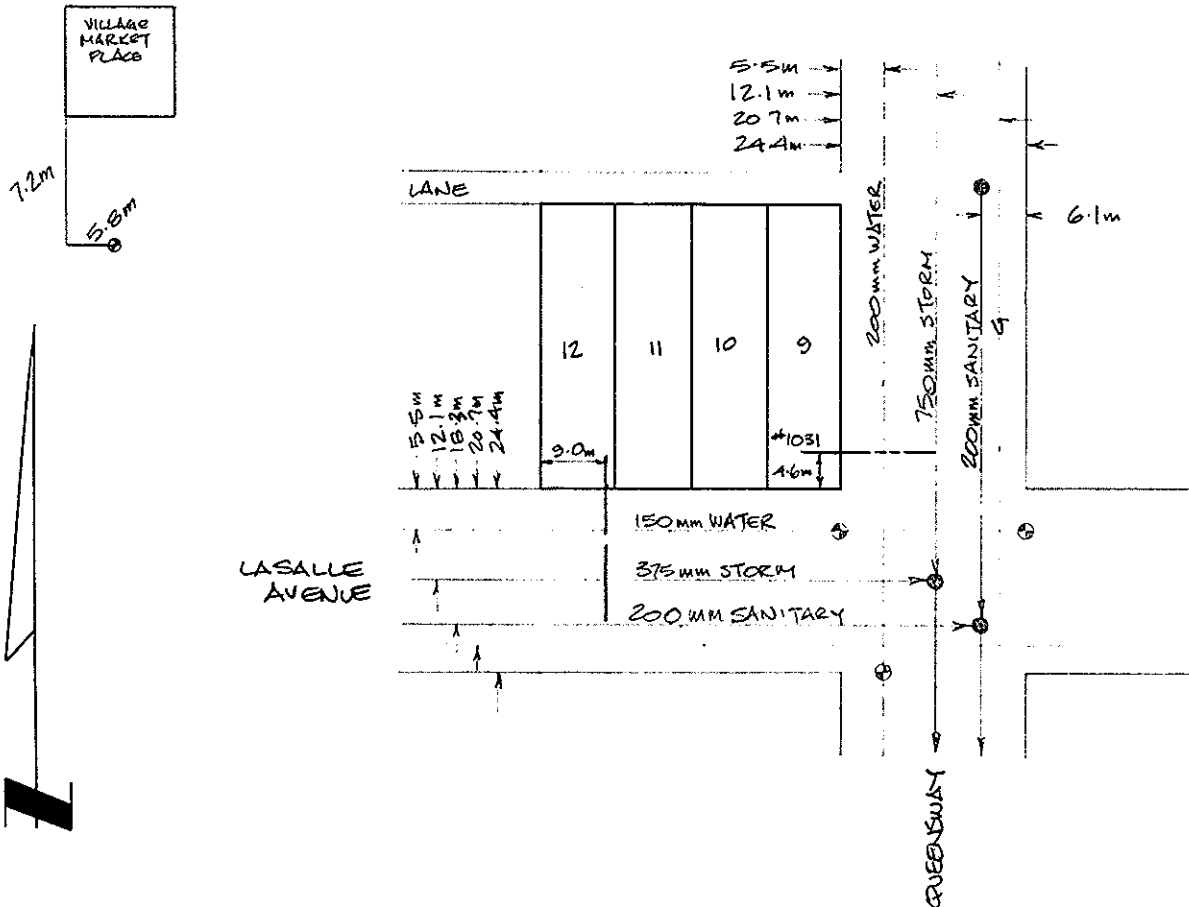 VILLAGE
MARKET
PLACE
7.2m
5.8m
5.5m
12.1m
20.7m
24.4m
6.1m
LANE
200mm WATER
750mm STORM
200mm SANITARY
G
12
11
10
9
5.5m
12.1m
18.3m
20.7m
24.4m
9.0m
#1031
4.6m
150mm WATER
375mm STORM
200mm SANITARY
LASALLE
AVENUE
QUEENSWAY
N